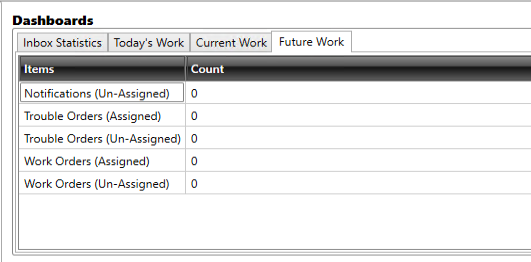 Dashboards
Inbox Statistics Today's Work Current Work Future Work
Items Count
Notifications (Un-Assigned) 0
Trouble Orders (Assigned) 0
Trouble Orders (Un-Assigned) 0
Work Orders (Assigned) 0
Work Orders (Un-Assigned) 0